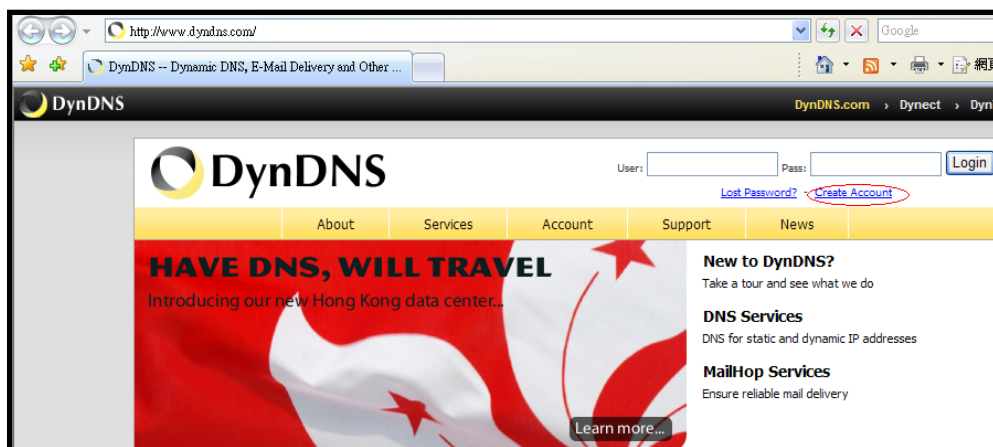 http://www.dyndns.com/
Google
DynDNS -- Dynamic DNS, E-Mail Delivery and Other ...
網頁
DynDNS
DynDNS.com › Dynect › Dyn
DynDNS
User:
Pass:
Login
Lost Password? - Create Account
About Services Account Support News
HAVE DNS, WILL TRAVEL
Introducing our new Hong Kong data center...
Learn more...
New to DynDNS?
Take a tour and see what we do
DNS Services
DNS for static and dynamic IP addresses
MailHop Services
Ensure reliable mail delivery